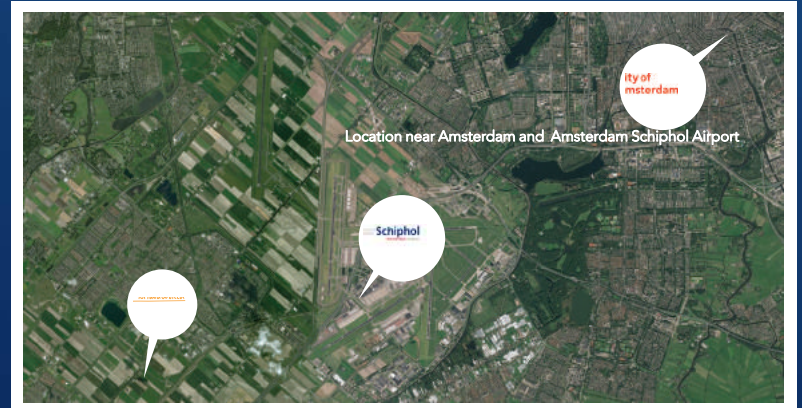 ity of
msterdam
Location near Amsterdam and Amsterdam Schiphol Airport
Schiphol